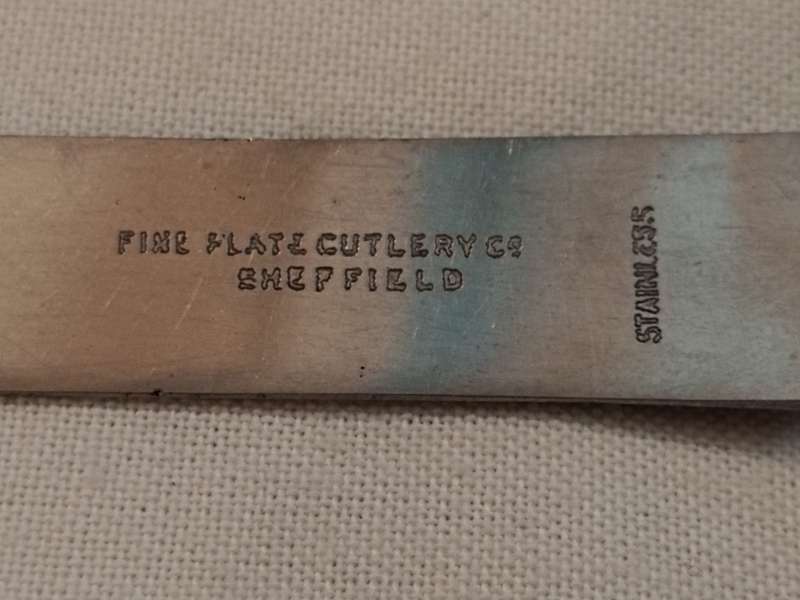 FINE PLATE CUTLERY Co
SHEFFIELD
STAINLESS